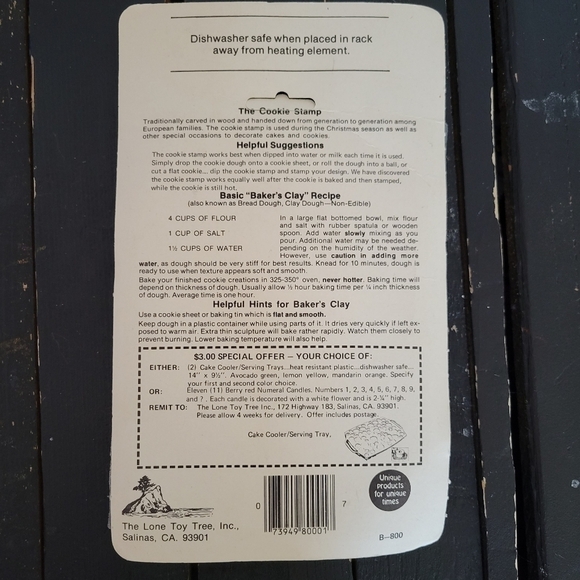 Dishwasher safe when placed in rack
away from heating element.
The Cookie Stamp
Traditionally carved in wood and handed down from generation to generation among
European families. The cookie stamp is used during the Christmas season as well as
other special occasions to decorate cakes and cookies.
Helpful Suggestions
The cookie stamp works best when dipped into water or milk each time it is used.
Simply drop the cookie dough onto a cookie sheet, or roll the dough into a ball, or
cut a flat cookie... dip the cookie stamp and stamp your design. We have discovered
the cookie stamp works equally well after the cookie is baked and then stamped,
while the cookie is still hot.
Basic "Baker's Clay" Recipe
(also known as Bread Dough, Clay Dough—Non-Edible)
4 CUPS OF FLOUR
1 CUP OF SALT
1½ CUPS OF WATER
In a large flat bottomed bowl, mix flour
and salt with rubber spatula or wooden
spoon. Add water slowly mixing as you
pour. Additional water may be needed de-
pending on the humidity of the weather.
However, use caution in adding more
water, as dough should be very stiff for best results. Knead for 10 minutes, dough is
ready to use when texture appears soft and smooth.
Bake your finished cookie creations in 325-350° oven, never hotter. Baking time will
depend on thickness of dough. Usually allow ½ hour baking time per ¼ inch thickness
of dough. Average time is one hour.
Helpful Hints for Baker's Clay
Use a cookie sheet or baking tin which is flat and smooth.
Keep dough in a plastic container while using parts of it. It dries very quickly if left ex-
posed to warm air. Extra thin sculpture will bake rather rapidly. Watch them closely to
prevent burning. Lower baking temperature will also help.
$3.00 SPECIAL OFFER — YOUR CHOICE OF:
EITHER: (2) Cake Cooler/Serving Trays...heat resistant plastic...dishwasher safe...
14" x 9½". Avocado green, lemon yellow, mandarin orange. Specify
your first and second color choice.
OR: Eleven (11) Berry red Numeral Candles, Numbers 1, 2, 3, 4, 5, 6, 7, 8, 9,
and ?. Each candle is decorated with a white flower and is 2-¾" high.
REMIT TO: The Lone Toy Tree Inc., 172 Highway 183, Salinas, CA. 93901.
Please allow 4 weeks for delivery. Offer includes postage.
Cake Cooler/Serving Tray,
Unique
Products
for unique
times
0 7
73949 80001
The Lone Toy Tree, Inc.,
Salinas, CA. 93901
B-800